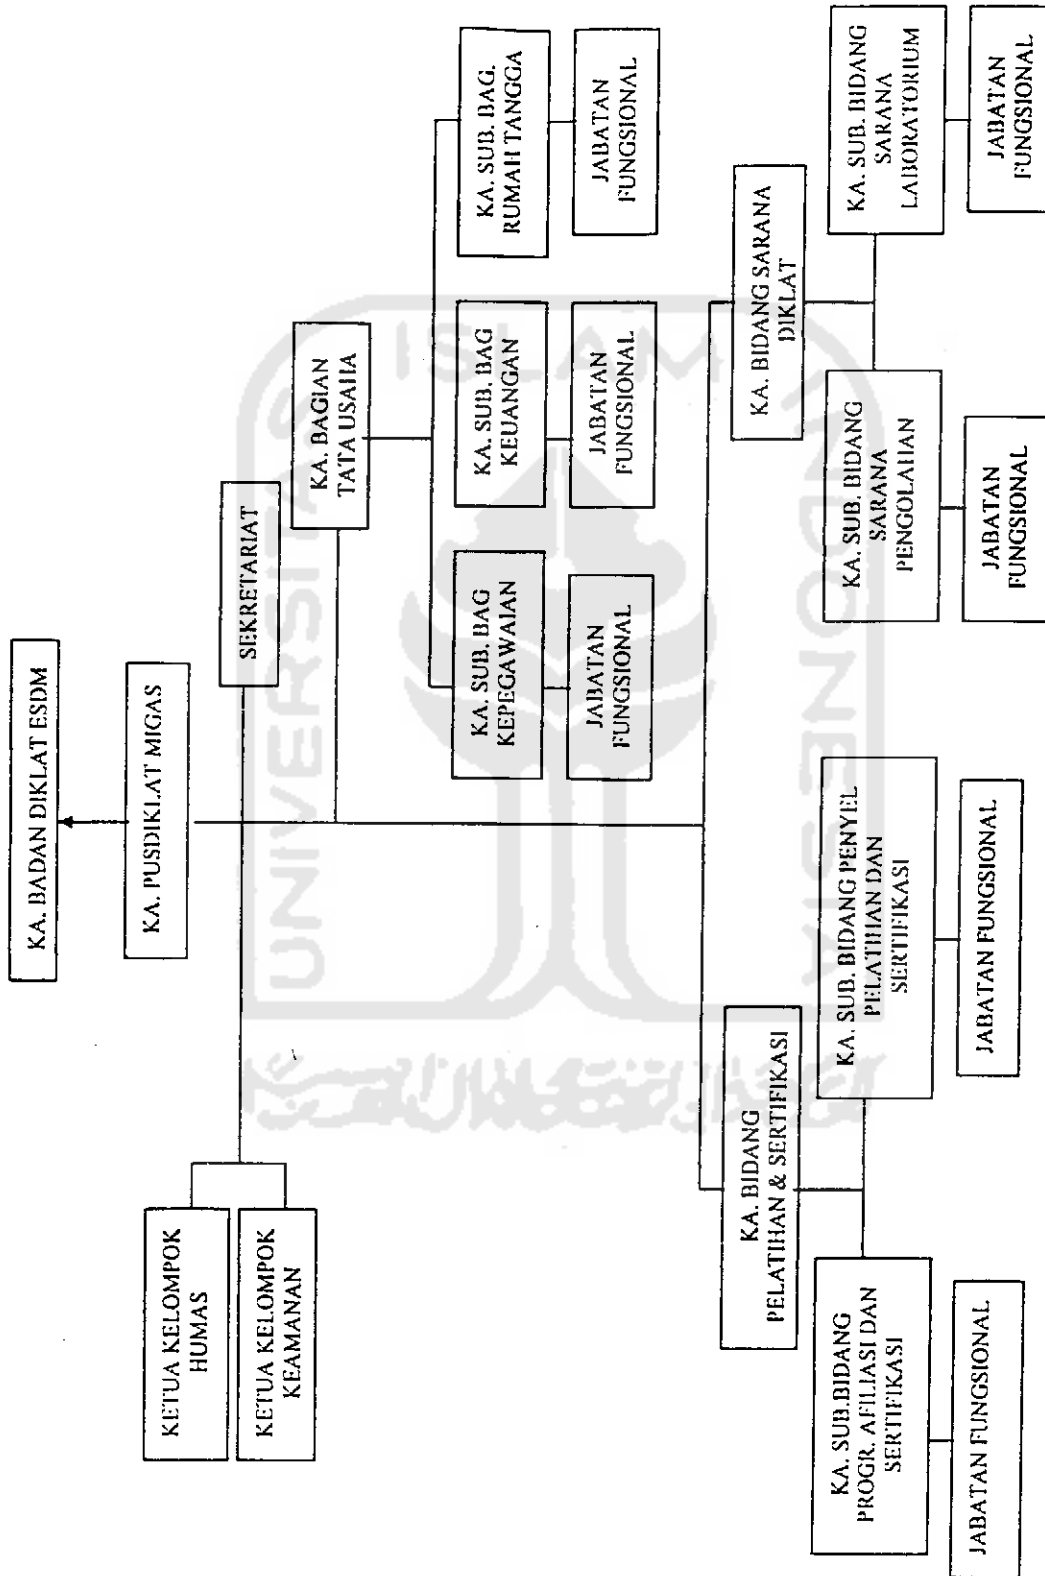 KA. BADAN DIKLAT ESDM
KA. PUSDIKLAT MIGAS
SEKRETARIAT
KETUA KELOMPOK
HUMAS
KETUA KELOMPOK
KEAMANAN
KA. BAGIAN
TATA USAHA
KA. SUB. BAG
KEPEGAWAIAN
KA. SUB. BAG
KEUANGAN
KA. SUB. BAG.
RUMAH TANGGA
JABATAN
FUNGSIONAL
JABATAN
FUNGSIONAL
JABATAN
FUNGSIONAL
KA. BIDANG
PELATIHAN & SERTIFIKASI
KA. BIDANG SARANA
DIKLAT
KA. SUB.BIDANG
PROGR. AFILIASI DAN
SERTIFIKASI
KA. SUB. BIDANG PENYEL
PELATIHAN DAN
SERTIFIKASI
KA. SUB. BIDANG
SARANA
PENGOLAHAN
KA. SUB. BIDANG
SARANA
LABORATORIUM
JABATAN FUNGSIONAL
JABATAN FUNGSIONAL
JABATAN
FUNGSIONAL
JABATAN
FUNGSIONAL
UNIVERSITAS
ISLAM
INDONESIA